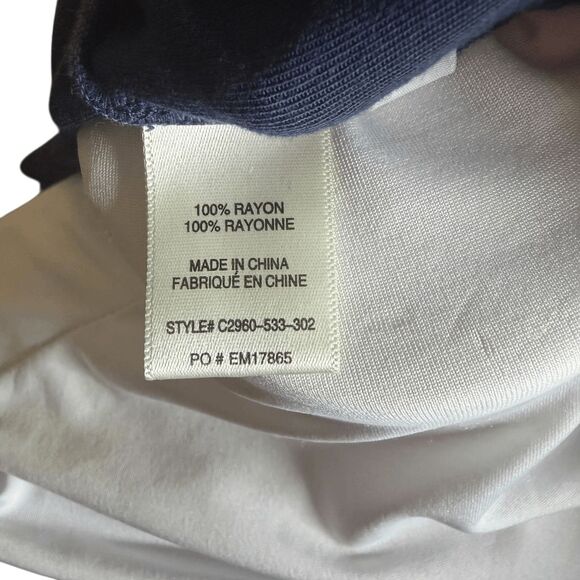 100% RAYON
100% RAYONNE
MADE IN CHINA
FABRIQUÉ EN CHINE
STYLE# C2960-533-302
PO # EM17865